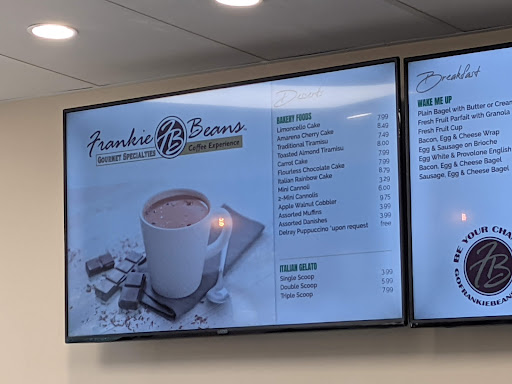 Frankie FB Beans
GOURMET SPECIALTIES Coffee Experience
Desserts
BAKERY FOODS
Limoncello Cake 7.99
Amarena Cherry Cake 8.49
Traditional Tiramisu 7.49
Toasted Almond Tiramisu 8.00
Carrot Cake 7.99
Flourless Chocolate Cake 7.99
Italian Rainbow Cake 8.79
Mini Cannoli 3.29
2-Mini Cannolis 6.00
Apple Walnut Cobbler 9.75
Assorted Muffins 3.95
Assorted Danishes 3.99
Delray Puppuccino *upon request free
ITALIAN GELATO
Single Scoop 3.99
Double Scoop 5.99
Triple Scoop 7.99
Breakfast
WAKE ME UP
Plain Bagel with Butter or Cream
Fresh Fruit Parfait with Granola
Fresh Fruit Cup
Bacon, Egg & Cheese Wrap
Egg & Sausage on Brioche
Egg White & Provolone English
Bacon, Egg & Cheese Bagel
Sausage, Egg & Cheese Bagel
BE YOUR CHA
FB
GOFRANKIEBEANS